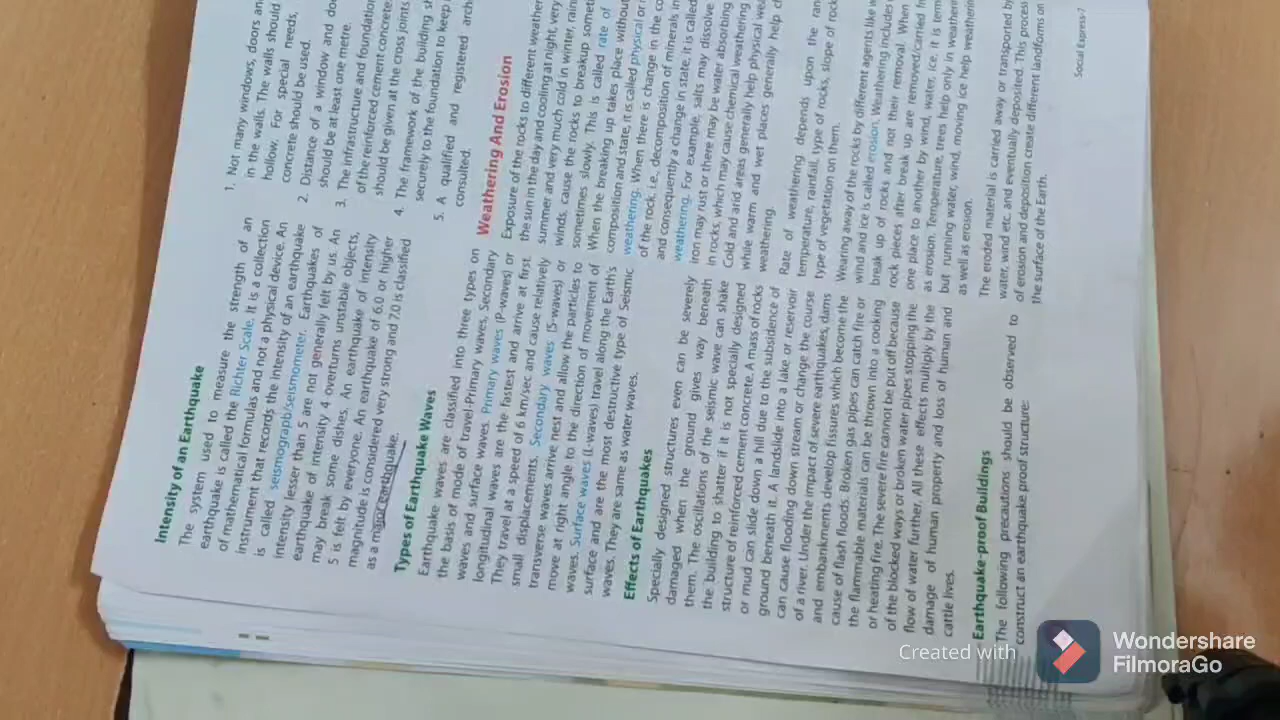 Intensity of an Earthquake
The system used to measure the strength of an
earthquake is called the Richter Scale. It is a collection
of mathematical formulas and not a physical device. An
instrument that records the intensity of an earthquake
is called seismograpb/seismometer. Earthquakes of
intensity lesser than 5 are not generally felt by us. An
earthquake of intensity 4 overturns unstable objects,
may break some dishes. An earthquake of intensity
5 is felt by everyone. An earthquake of 6.0 or higher
magnitude is considered very strong and 7.0 is classified
as a major earthquake.
Types of Earthquake Waves
Earthquake waves are classified into three types on
the basis of mode of travel-Primary waves, Secondary
waves and surface waves. Primary waves (P-waves) or
longitudinal waves are the fastest and arrive at first.
They travel at a speed of 6 km/sec and cause relatively
small displacements. Secondary waves (S-waves) or
transverse waves arrive nest and allow the particles to
move at right angle to the direction of movement of
waves. Surface waves (L-waves) travel along the Earth's
surface and are the most destructive type of Seismic
waves. They are same as water waves.
Effects of Earthquakes
Specially designed structures even can be severely
damaged when the ground gives way beneath
them. The oscillations of the seismic wave can shake
the building to shatter if it is not specially designed
structure of reinforced cement concrete. A mass of rocks
or mud can slide down a hill due to the subsidence of
ground beneath it. A landslide into a lake or reservoir
can cause flooding down stream or change the course
of a river. Under the impact of severe earthquakes, dams
and embankments develop fissures which become the
cause of flash floods. Broken gas pipes can catch fire or
the flammable materials can be thrown into a cooking
or heating fire. The severe fire cannot be put off because
of the blocked ways or broken water pipes stopping the
flow of water further. All these effects multiply by the
damage of human property and loss of human and
cattle lives.
Earthquake-proof Buildings
The following precautions should be observed to
construct an earthquake proof structure:
1. Not many windows, doors an
in the walls. The walls should
hollow. For special needs,
concrete should be used.
2. Distance of a window and do
should be at least one metre.
3. The infrastructure and foundation
of the reinforced cement concrete
should be given at the cross joints
4. The framework of the building sh
securely to the foundation to keep
5. A qualified and registered arch
consulted.
Weathering And Erosion
Exposure of the rocks to different weather
the sun in the day and cooling at night, very
summer and very much cold in winter, rain
winds, cause the rocks to breakup somet
sometimes slowly. This is called rate of
When the breaking up takes place withou
composition and state, it is called physical or
weathering. When there is change in the co
of the rock, i.e., decomposition of minerals in
and consequently a change in state, it is called
weathering. For example, salts may dissolve
iron may rust or there may be water absorbing
in rocks, which may cause chemical weathering
Cold and arid areas generally help physical wea
while warm and wet places generally help ch
weathering.
Rate of weathering depends upon the ran
temperature, rainfall, type of rocks, slope of rock
type of vegetation on them.
Wearing away of the rocks by different agents like w
wind and ice is called erosion. Weathering includes
break up of rocks and not their removal. When
rock pieces after break up are removed/carried fr
one place to another by wind, water, ice, it is term
as erosion. Temperature, trees help only in weatherin
but running water, wind, moving ice help weatherin
as well as erosion.
The eroded material is carried away or transported by
water, wind etc. and eventually deposited. This process
of erosion and deposition create different landforms on
the surface of the Earth.
Social Express-7
Created with
Wondershare
FilmoraGo